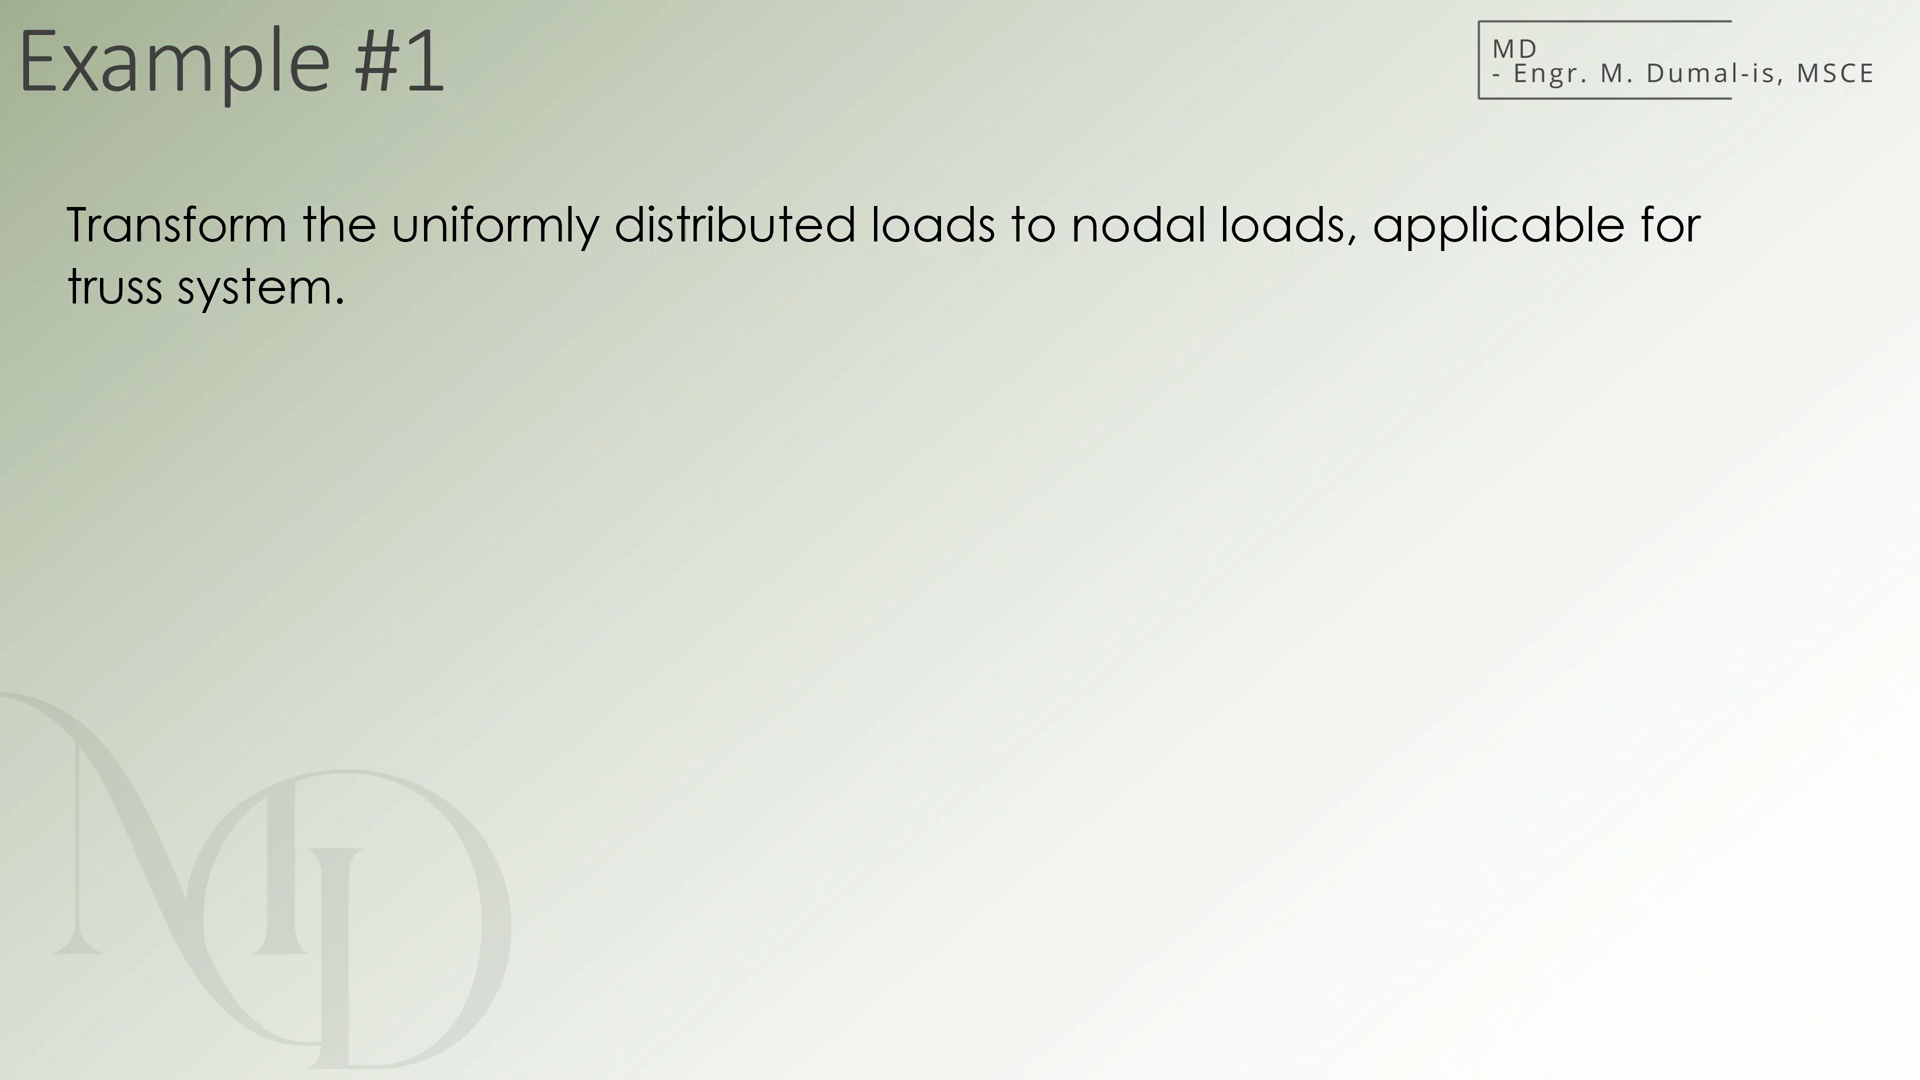 Example #1
MD
- Engr. M. Dumal-is, MSCE
Transform the uniformly distributed loads to nodal loads, applicable for
truss system.
MD